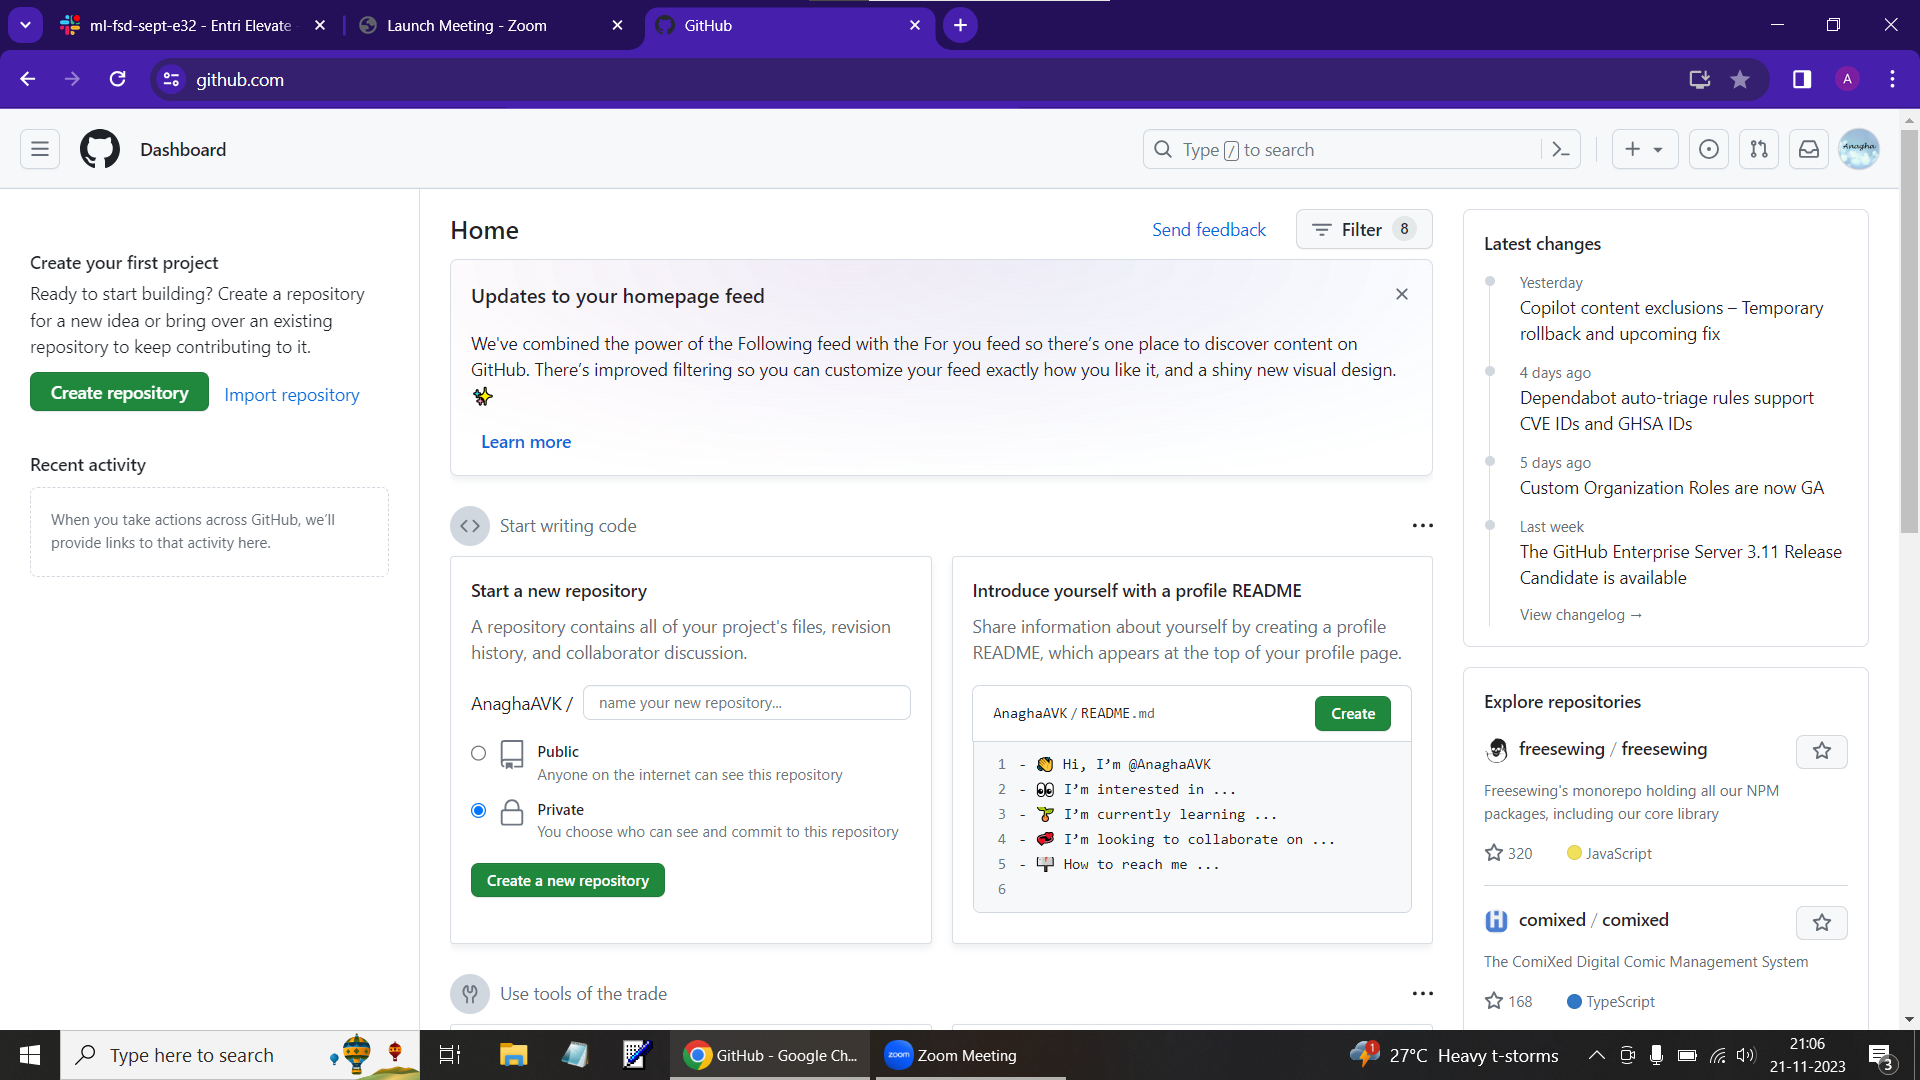 ml-fsd-sept-e32 - Entri Elevate
Launch Meeting - Zoom
GitHub
github.com
A
Dashboard
Type / to search
Anagha
Create your first project
Ready to start building? Create a repository
for a new idea or bring over an existing
repository to keep contributing to it.
Create repository
Import repository
Recent activity
When you take actions across GitHub, we'll
provide links to that activity here.
Home
Send feedback
Filter 8
Updates to your homepage feed
We've combined the power of the Following feed with the For you feed so there's one place to discover content on
GitHub. There's improved filtering so you can customize your feed exactly how you like it, and a shiny new visual design.
✨
Learn more
Start writing code
Start a new repository
A repository contains all of your project's files, revision
history, and collaborator discussion.
AnaghaAVK /
name your new repository...
Public
Anyone on the internet can see this repository
Private
You choose who can see and commit to this repository
Create a new repository
Introduce yourself with a profile README
Share information about yourself by creating a profile
README, which appears at the top of your profile page.
AnaghaAVK / README.md
Create
1 - 👋 Hi, I'm @AnaghaAVK
2 - 👀 I'm interested in ...
3 - 🌱 I'm currently learning ...
4 - 💞️ I'm looking to collaborate on ...
5 - 📫 How to reach me ...
6
Use tools of the trade
Latest changes
Yesterday
Copilot content exclusions – Temporary
rollback and upcoming fix
4 days ago
Dependabot auto-triage rules support
CVE IDs and GHSA IDs
5 days ago
Custom Organization Roles are now GA
Last week
The GitHub Enterprise Server 3.11 Release
Candidate is available
View changelog →
Explore repositories
freesewing / freesewing
Freesewing's monorepo holding all our NPM
packages, including our core library
320
JavaScript
comixed / comixed
The ComiXed Digital Comic Management System
168
TypeScript
Type here to search
GitHub - Google Ch...
zoom
Zoom Meeting
1
27°C Heavy t-storms
21:06
21-11-2023
3